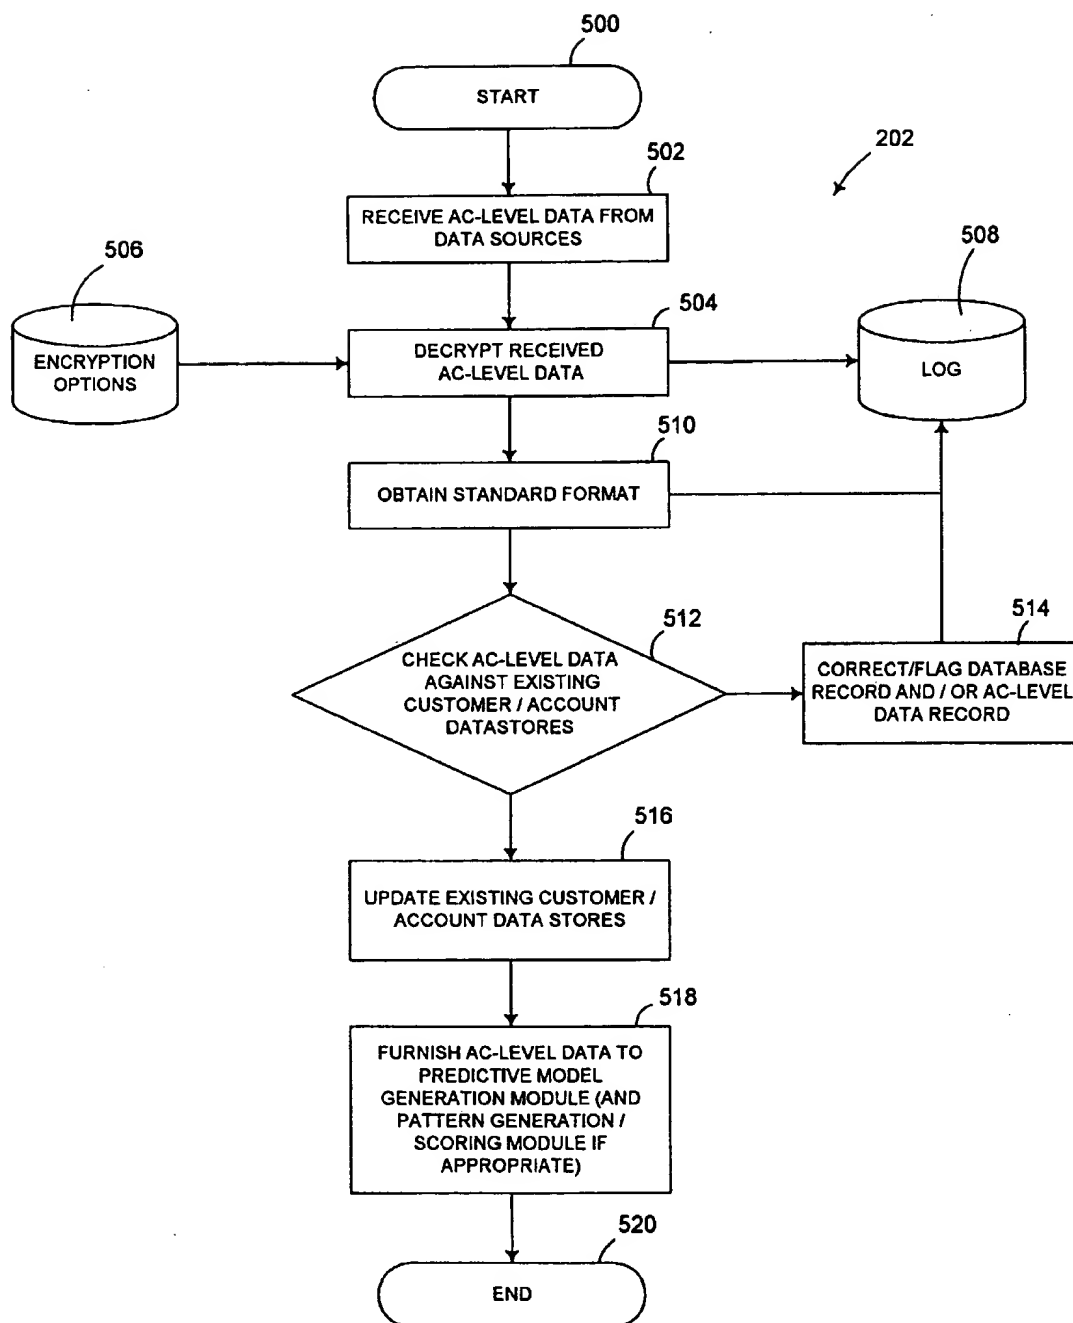 500
START
202
502
RECEIVE AC-LEVEL DATA FROM
DATA SOURCES
506
508
504
ENCRYPTION
OPTIONS
DECRYPT RECEIVED
AC-LEVEL DATA
LOG
510
OBTAIN STANDARD FORMAT
512
514
CHECK AC-LEVEL DATA
AGAINST EXISTING
CUSTOMER / ACCOUNT
DATASTORES
CORRECT/FLAG DATABASE
RECORD AND / OR AC-LEVEL
DATA RECORD
516
UPDATE EXISTING CUSTOMER /
ACCOUNT DATA STORES
518
FURNISH AC-LEVEL DATA TO
PREDICTIVE MODEL
GENERATION MODULE (AND
PATTERN GENERATION /
SCORING MODULE IF
APPROPRIATE)
520
END